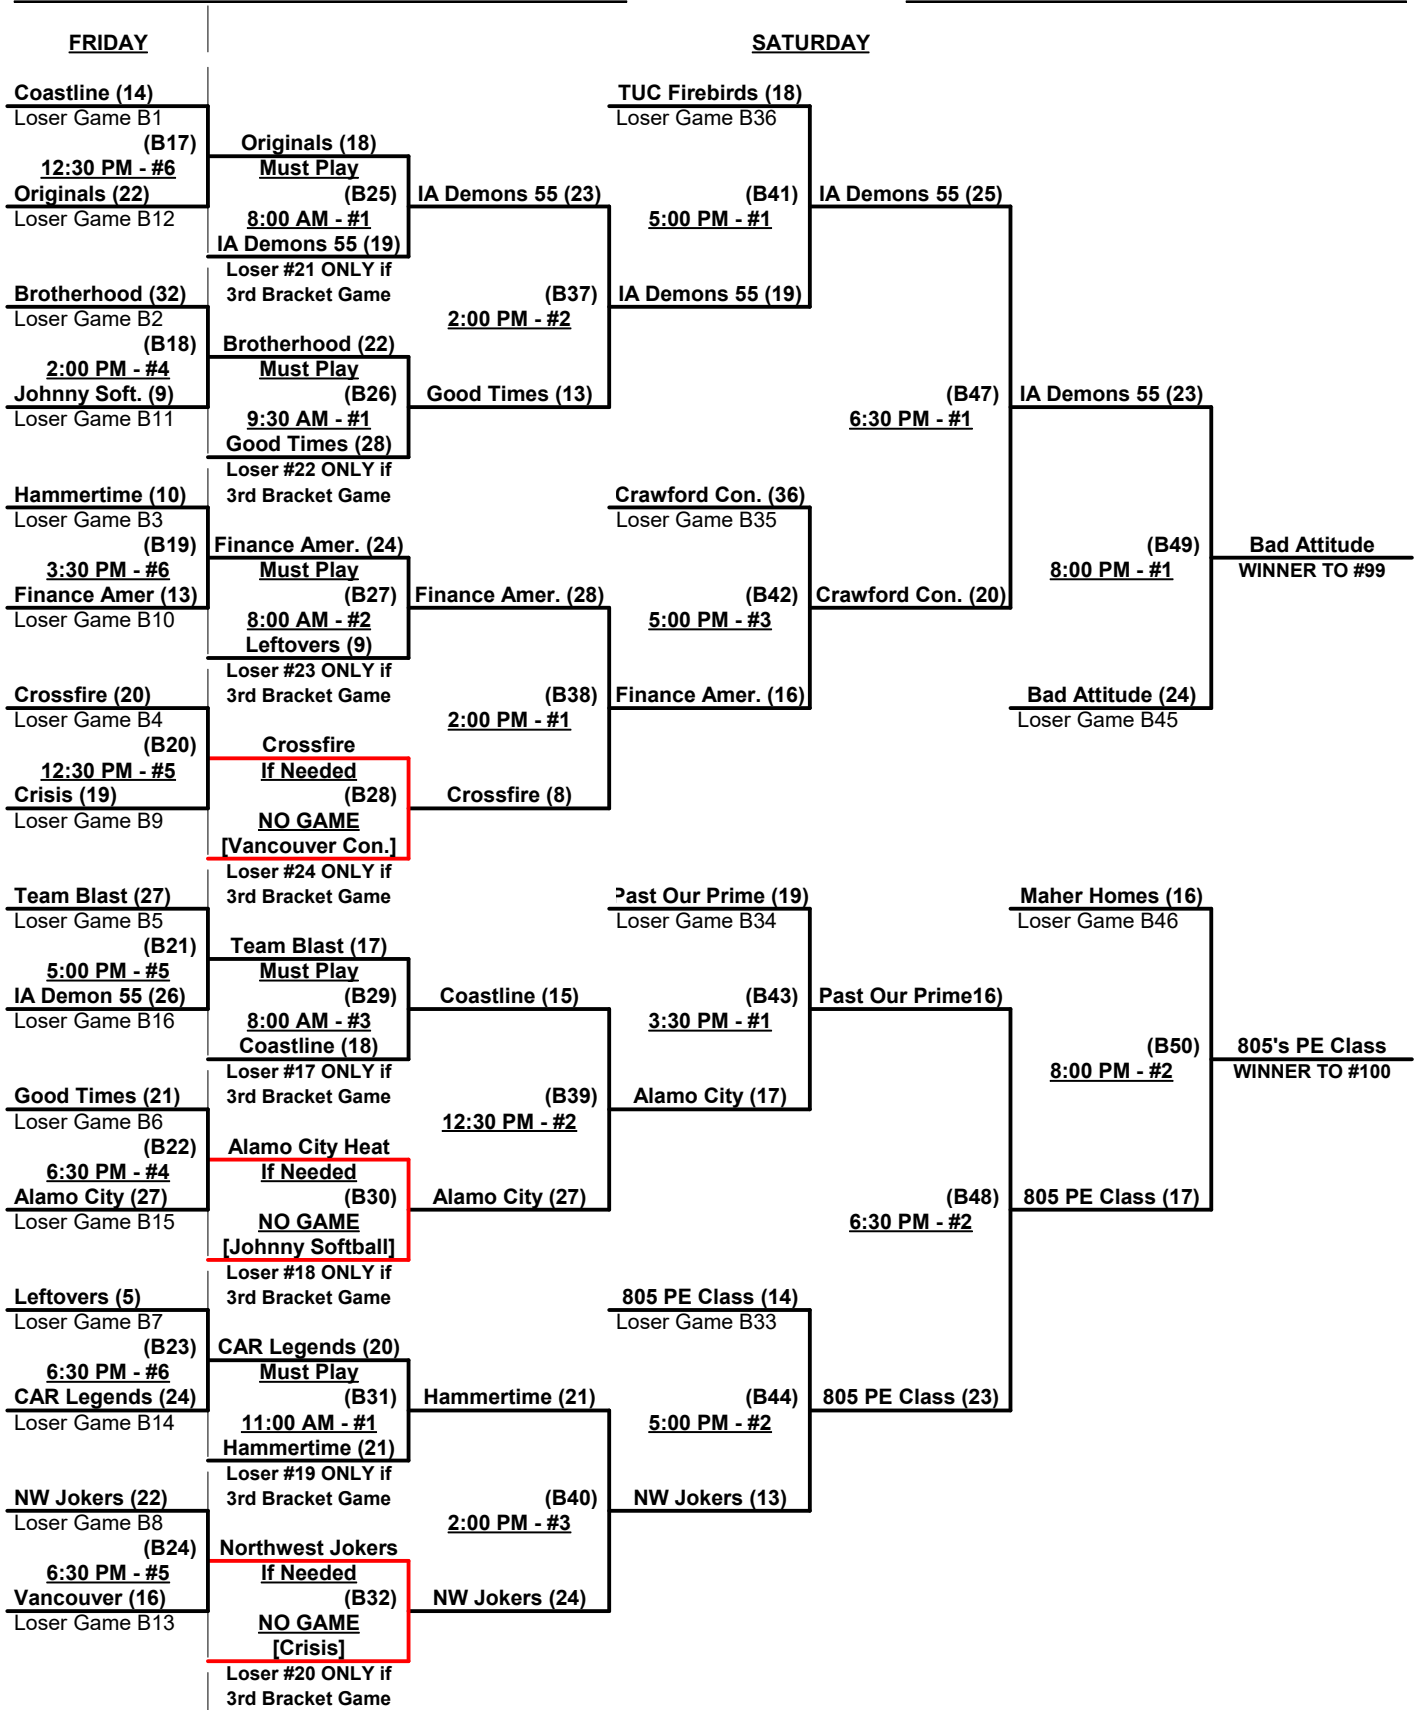 FRIDAY
SATURDAY
Coastline (14)
Loser Game B1
(B17)
12:30 PM - #6
Originals (22)
Loser Game B12
Brotherhood (32)
Loser Game B2
(B18)
2:00 PM - #4
Johnny Soft. (9)
Loser Game B11
Hammertime (10)
Loser Game B3
(B19)
3:30 PM - #6
Finance Amer (13)
Loser Game B10
Crossfire (20)
Loser Game B4
(B20)
12:30 PM - #5
Crisis (19)
Loser Game B9
Team Blast (27)
Loser Game B5
(B21)
5:00 PM - #5
IA Demon 55 (26)
Loser Game B16
Good Times (21)
Loser Game B6
(B22)
6:30 PM - #4
Alamo City (27)
Loser Game B15
Leftovers (5)
Loser Game B7
(B23)
6:30 PM - #6
CAR Legends (24)
Loser Game B14
NW Jokers (22)
Loser Game B8
(B24)
6:30 PM - #5
Vancouver (16)
Loser Game B13
Originals (18)
Must Play
(B25)
8:00 AM - #1
IA Demons 55 (19)
Loser #21 ONLY if
3rd Bracket Game
Brotherhood (22)
Must Play
(B26)
9:30 AM - #1
Good Times (28)
Loser #22 ONLY if
3rd Bracket Game
Finance Amer. (24)
Must Play
(B27)
8:00 AM - #2
Leftovers (9)
Loser #23 ONLY if
3rd Bracket Game
Crossfire
If Needed
(B28)
NO GAME
[Vancouver Con.]
Loser #24 ONLY if
3rd Bracket Game
Team Blast (17)
Must Play
(B29)
8:00 AM - #3
Coastline (18)
Loser #17 ONLY if
3rd Bracket Game
Alamo City Heat
If Needed
(B30)
NO GAME
[Johnny Softball]
Loser #18 ONLY if
3rd Bracket Game
CAR Legends (20)
Must Play
(B31)
11:00 AM - #1
Hammertime (21)
Loser #19 ONLY if
3rd Bracket Game
Northwest Jokers
If Needed
(B32)
NO GAME
[Crisis]
Loser #20 ONLY if
3rd Bracket Game
IA Demons 55 (23)
(B37)
2:00 PM - #2
Good Times (13)
Finance Amer. (28)
(B38)
2:00 PM - #1
Crossfire (8)
Coastline (15)
(B39)
12:30 PM - #2
Alamo City (27)
Hammertime (21)
(B40)
2:00 PM - #3
NW Jokers (24)
TUC Firebirds (18)
Loser Game B36
(B41)
5:00 PM - #1
IA Demons 55 (19)
Crawford Con. (36)
Loser Game B35
(B42)
5:00 PM - #3
Finance Amer. (16)
Past Our Prime (19)
Loser Game B34
(B43)
3:30 PM - #1
Alamo City (17)
805 PE Class (14)
Loser Game B33
(B44)
5:00 PM - #2
NW Jokers (13)
IA Demons 55 (25)
(B47)
6:30 PM - #1
Crawford Con. (20)
Past Our Prime16)
(B48)
6:30 PM - #2
805 PE Class (23)
IA Demons 55 (23)
(B49)
8:00 PM - #1
Bad Attitude (24)
Loser Game B45
Maher Homes (16)
Loser Game B46
(B50)
8:00 PM - #2
805 PE Class (17)
Bad Attitude
WINNER TO #99
805's PE Class
WINNER TO #100